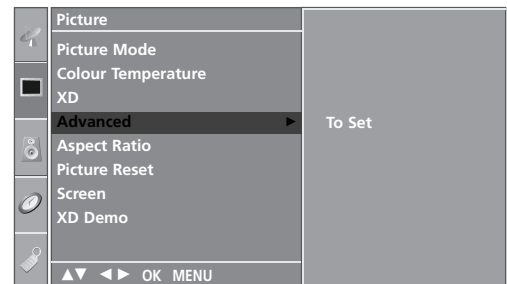 Picture
Picture Mode
Colour Temperature
XD
Advanced ▶ To Set
Aspect Ratio
Picture Reset
Screen
XD Demo
▲▼ ◀▶ OK MENU